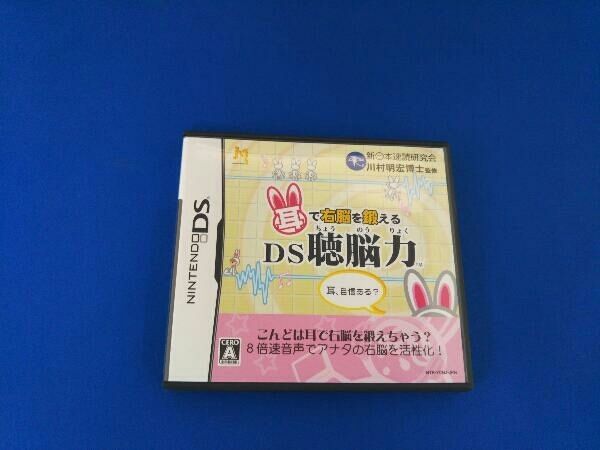 新日本速読研究会
川村明宏博士監修
耳で右脳を鍛える
ちょう のう りょく
DS聴脳力
TM
耳、自信ある?
NINTENDO DS
こんどは耳で右脳を鍛えちゃう?
8倍速音声でアナタの右脳を活性化!
CERO
A